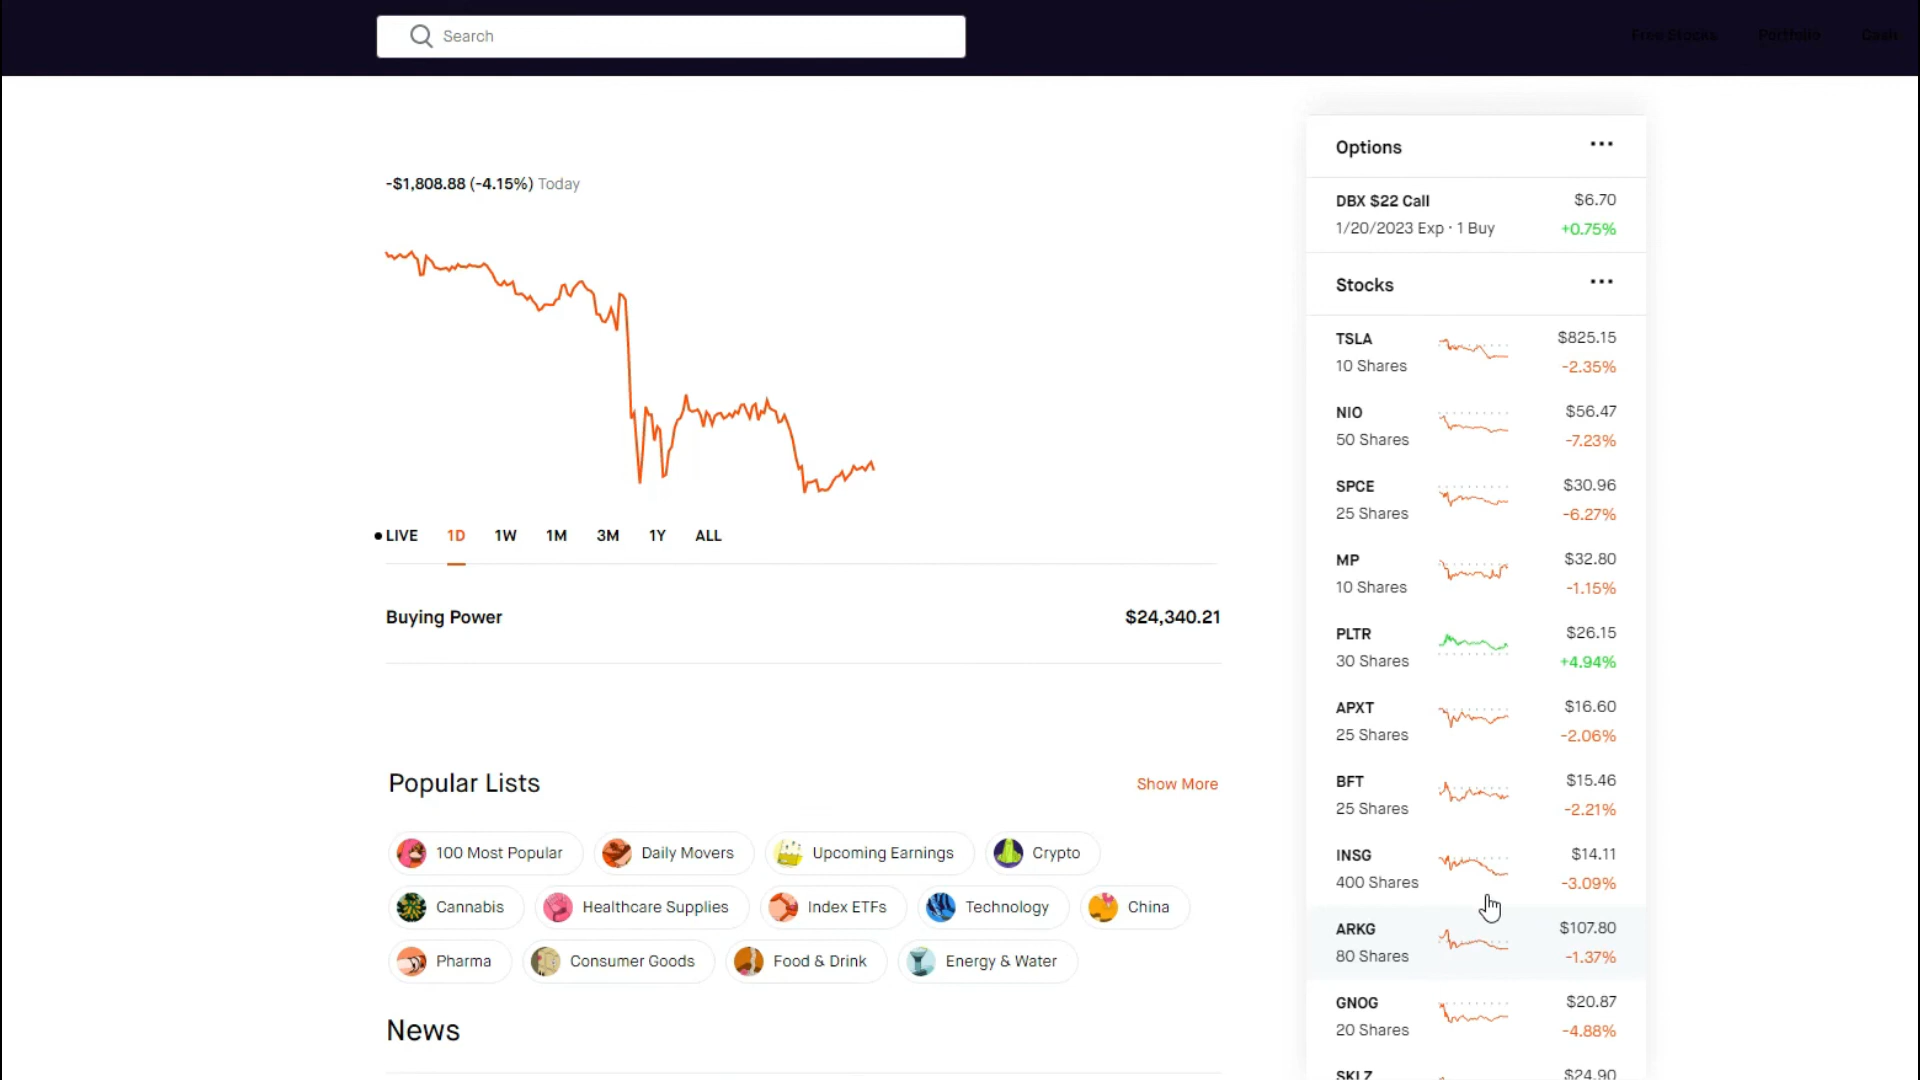 Search
Free Stocks Portfolio Cash
-$1,808.88 (-4.15%) Today
LIVE 1D 1W 1M 3M 1Y ALL
Buying Power $24,340.21
Popular Lists Show More
100 Most Popular Daily Movers Upcoming Earnings Crypto
Cannabis Healthcare Supplies Index ETFs Technology China
Pharma Consumer Goods Food & Drink Energy & Water
News
Options
DBX $22 Call $6.70
1/20/2023 Exp · 1 Buy +0.75%
Stocks
TSLA $825.15
10 Shares -2.35%
NIO $56.47
50 Shares -7.23%
SPCE $30.96
25 Shares -6.27%
MP $32.80
10 Shares -1.15%
PLTR $26.15
30 Shares +4.94%
APXT $16.60
25 Shares -2.06%
BFT $15.46
25 Shares -2.21%
INSG $14.11
400 Shares -3.09%
ARKG $107.80
80 Shares -1.37%
GNOG $20.87
20 Shares -4.88%
SKLZ $24.90